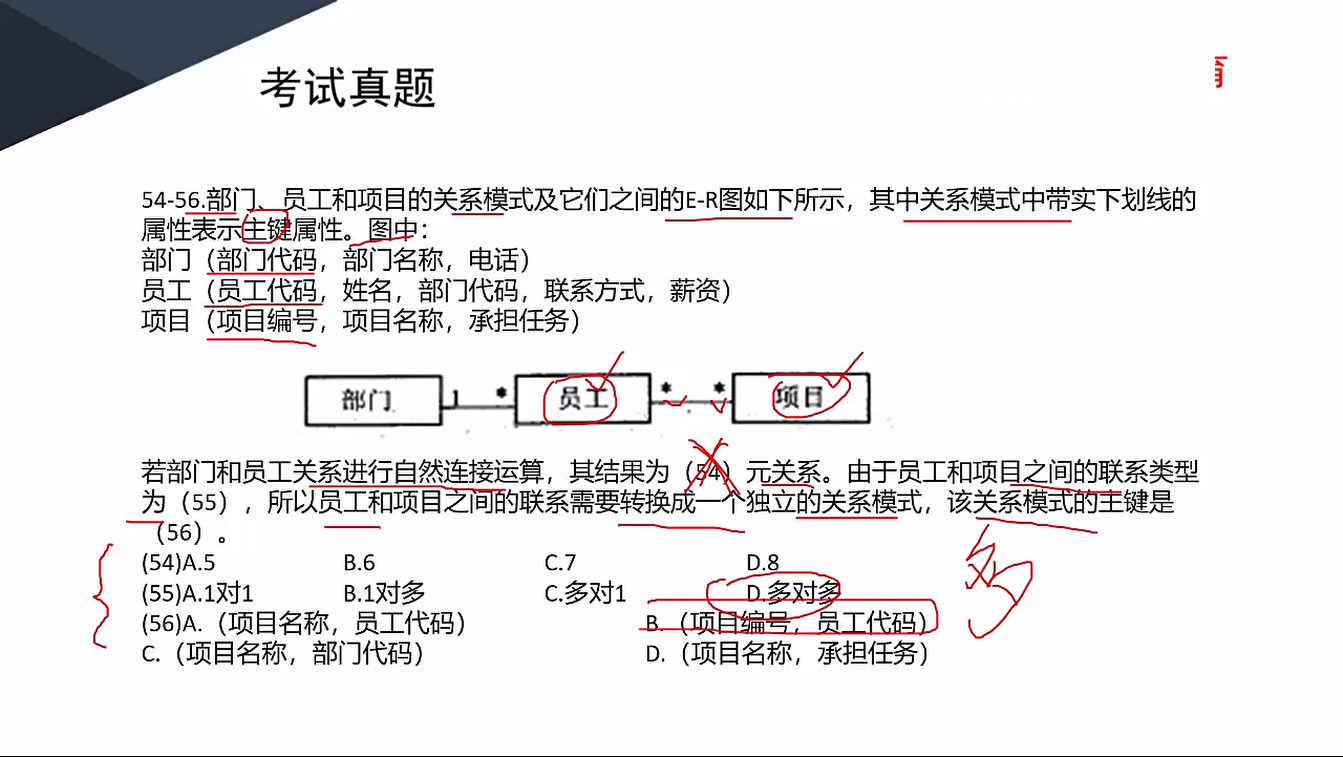 育
考试真题
54-56.部门、员工和项目的关系模式及它们之间的E-R图如下所示，其中关系模式中带实下划线的
属性表示主键属性。图中：
部门（部门代码，部门名称，电话）
员工（员工代码，姓名，部门代码，联系方式，薪资）
项目（项目编号，项目名称，承担任务）
部门 1 * 员工 * * 项目
若部门和员工关系进行自然连接运算，其结果为（54）元关系。由于员工和项目之间的联系类型
为（55），所以员工和项目之间的联系需要转换成一个独立的关系模式，该关系模式的主键是
（56）。
(54)A.5 B.6 C.7 D.8
(55)A.1对1 B.1对多 C.多对1 D.多对多
(56)A.（项目名称，员工代码） B.（项目编号，员工代码）
C.（项目名称，部门代码） D.（项目名称，承担任务）
多